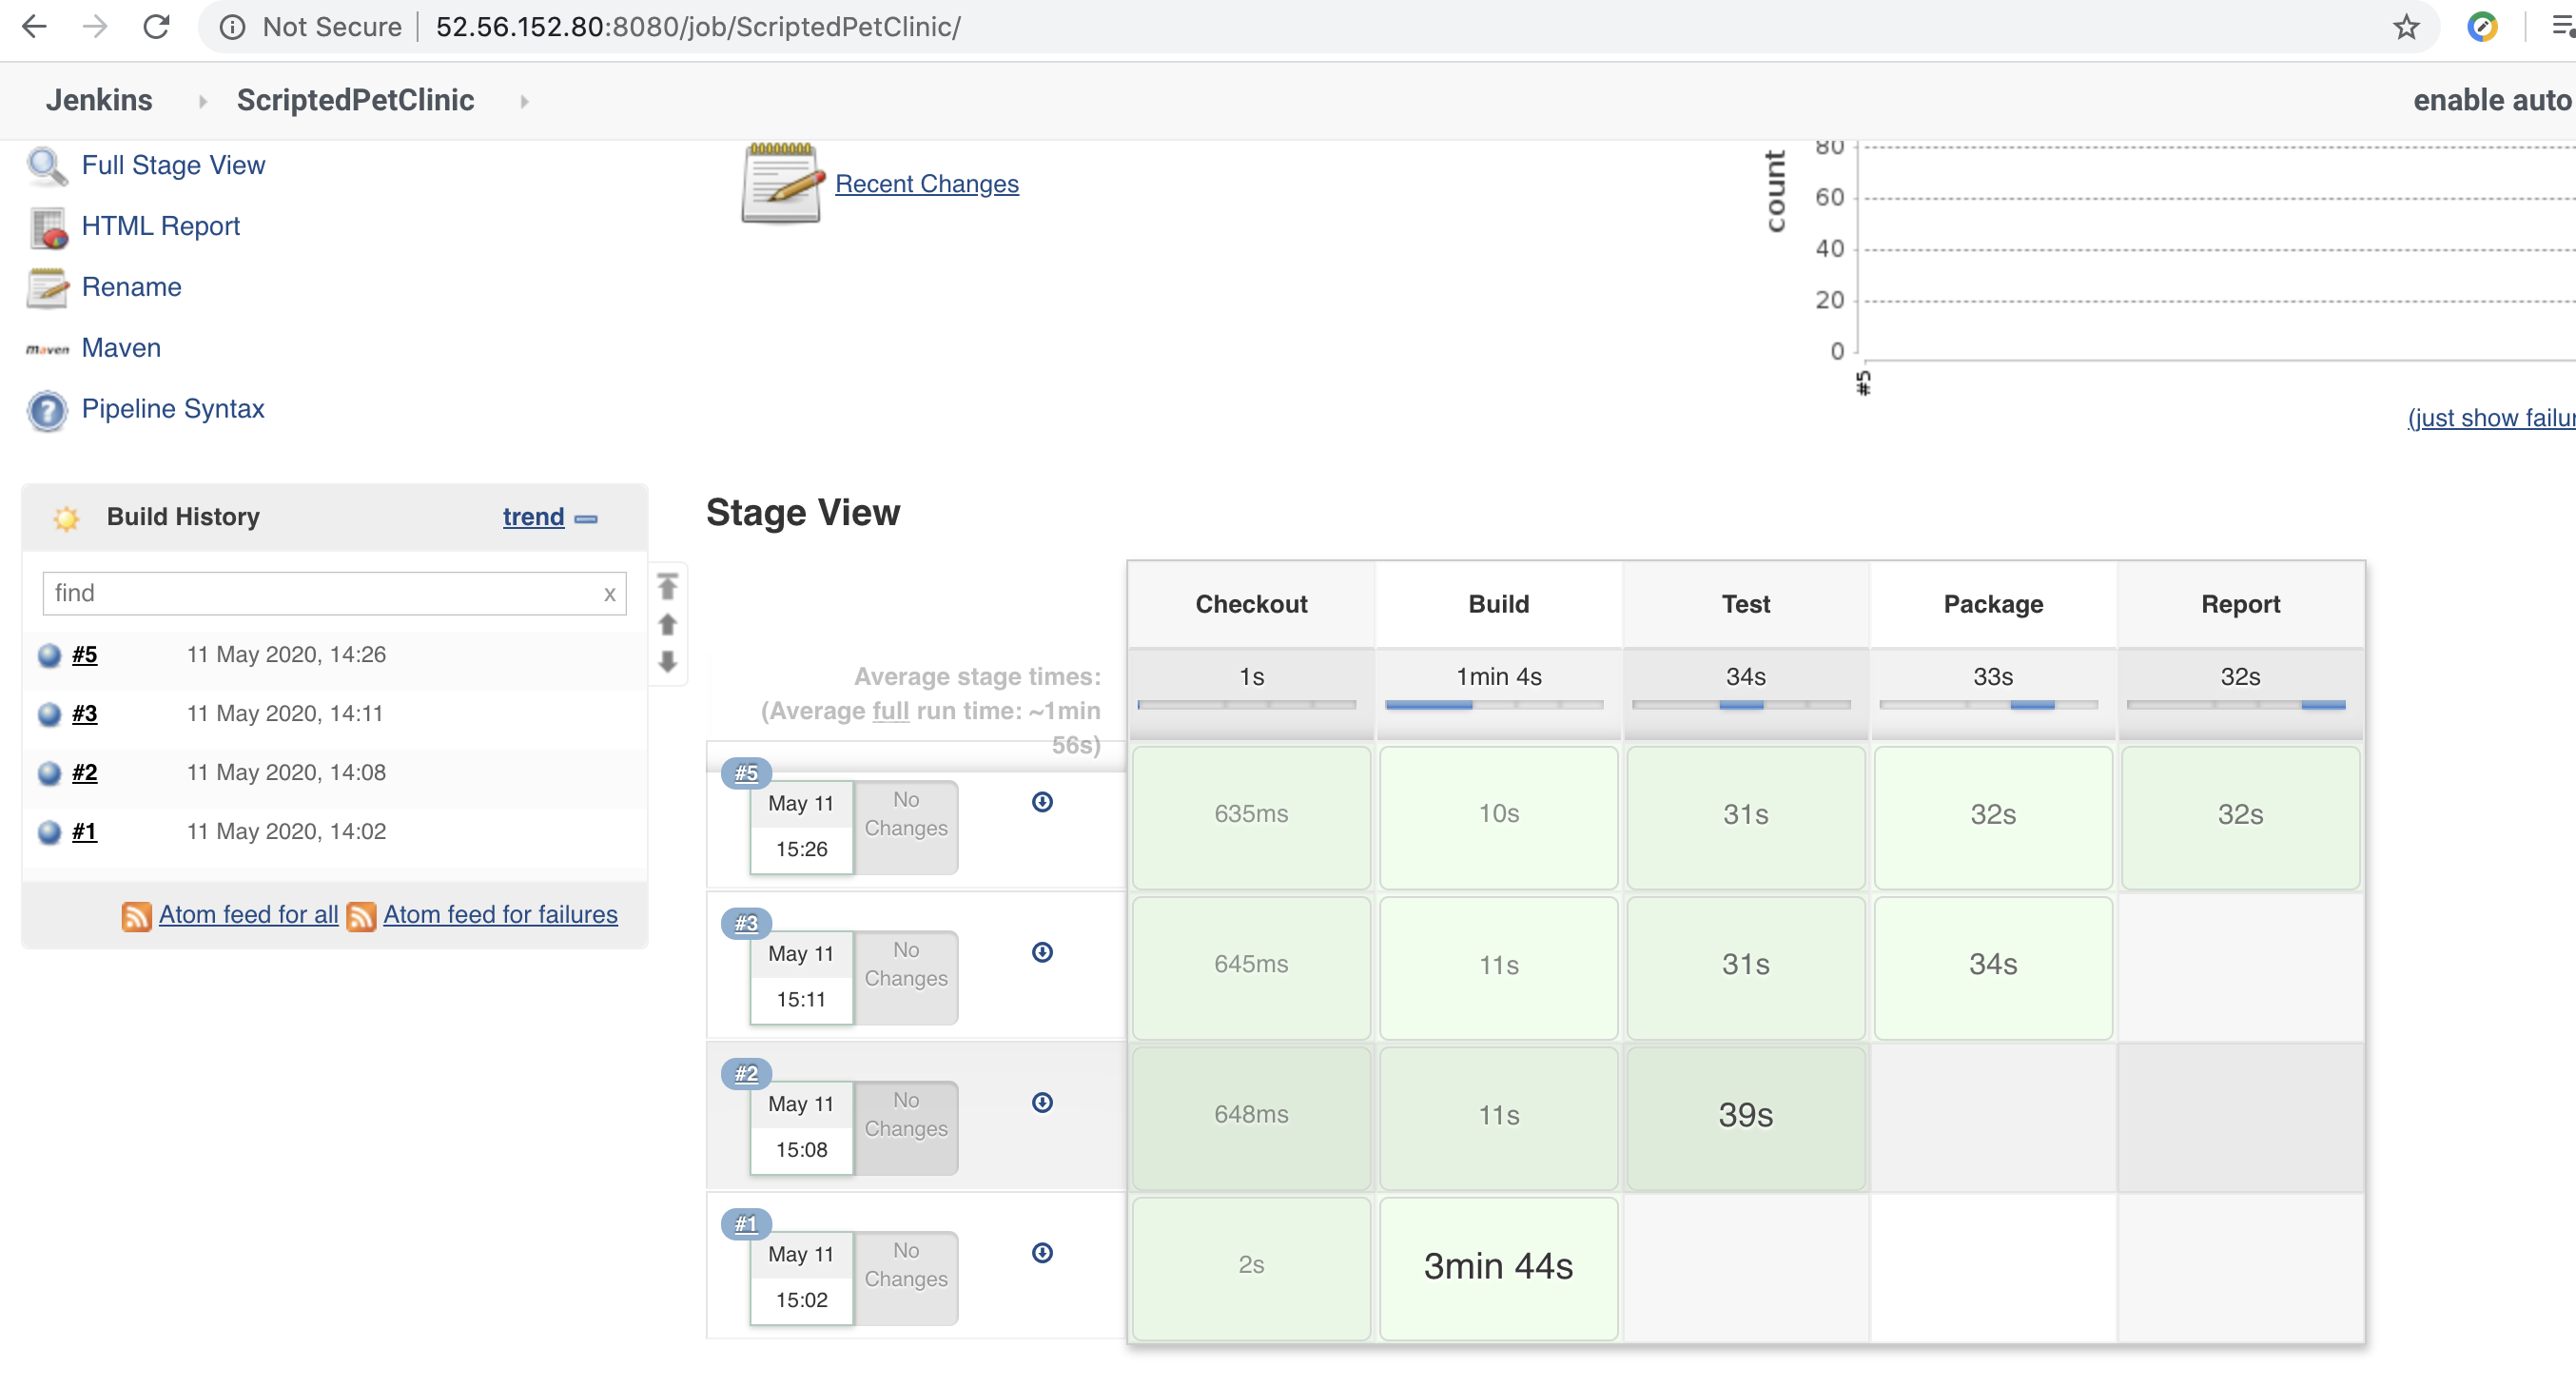 Not Secure 52.56.152.80:8080/job/ScriptedPetClinic/
Jenkins ScriptedPetClinic enable auto
Full Stage View
HTML Report
Rename
maven Maven
Pipeline Syntax
Recent Changes
count
80
60
40
20
0
#5
(just show failur
Build History trend
find x
#5 11 May 2020, 14:26
#3 11 May 2020, 14:11
#2 11 May 2020, 14:08
#1 11 May 2020, 14:02
Atom feed for all Atom feed for failures
Stage View
Checkout Build Test Package Report
Average stage times:
(Average full run time: ~1min
56s)
1s 1min 4s 34s 33s 32s
#5
May 11
15:26
No
Changes
635ms 10s 31s 32s 32s
#3
May 11
15:11
No
Changes
645ms 11s 31s 34s
#2
May 11
15:08
No
Changes
648ms 11s 39s
#1
May 11
15:02
No
Changes
2s 3min 44s